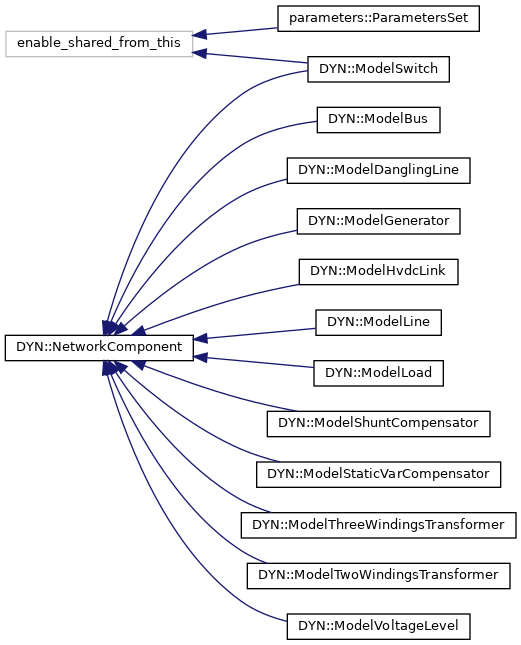 parameters::ParametersSet
enable_shared_from_this
DYN::ModelSwitch
DYN::ModelBus
DYN::ModelDanglingLine
DYN::ModelGenerator
DYN::ModelHvdcLink
DYN::ModelLine
DYN::NetworkComponent
DYN::ModelLoad
DYN::ModelShuntCompensator
DYN::ModelStaticVarCompensator
DYN::ModelThreeWindingsTransformer
DYN::ModelTwoWindingsTransformer
DYN::ModelVoltageLevel